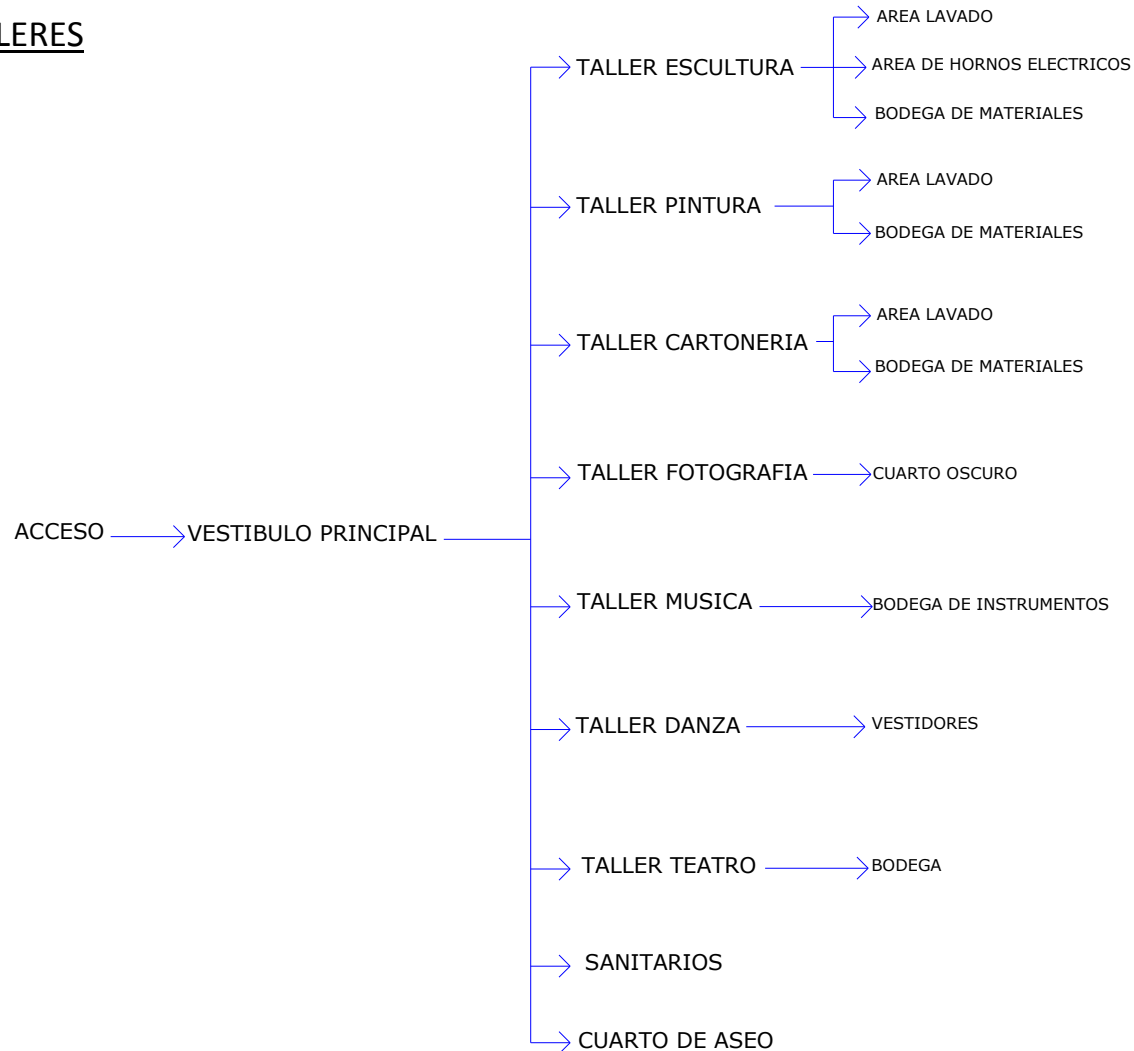 LERES
ACCESO
VESTIBULO PRINCIPAL
TALLER ESCULTURA
AREA LAVADO
AREA DE HORNOS ELECTRICOS
BODEGA DE MATERIALES
TALLER PINTURA
AREA LAVADO
BODEGA DE MATERIALES
TALLER CARTONERIA
AREA LAVADO
BODEGA DE MATERIALES
TALLER FOTOGRAFIA
CUARTO OSCURO
TALLER MUSICA
BODEGA DE INSTRUMENTOS
TALLER DANZA
VESTIDORES
TALLER TEATRO
BODEGA
SANITARIOS
CUARTO DE ASEO